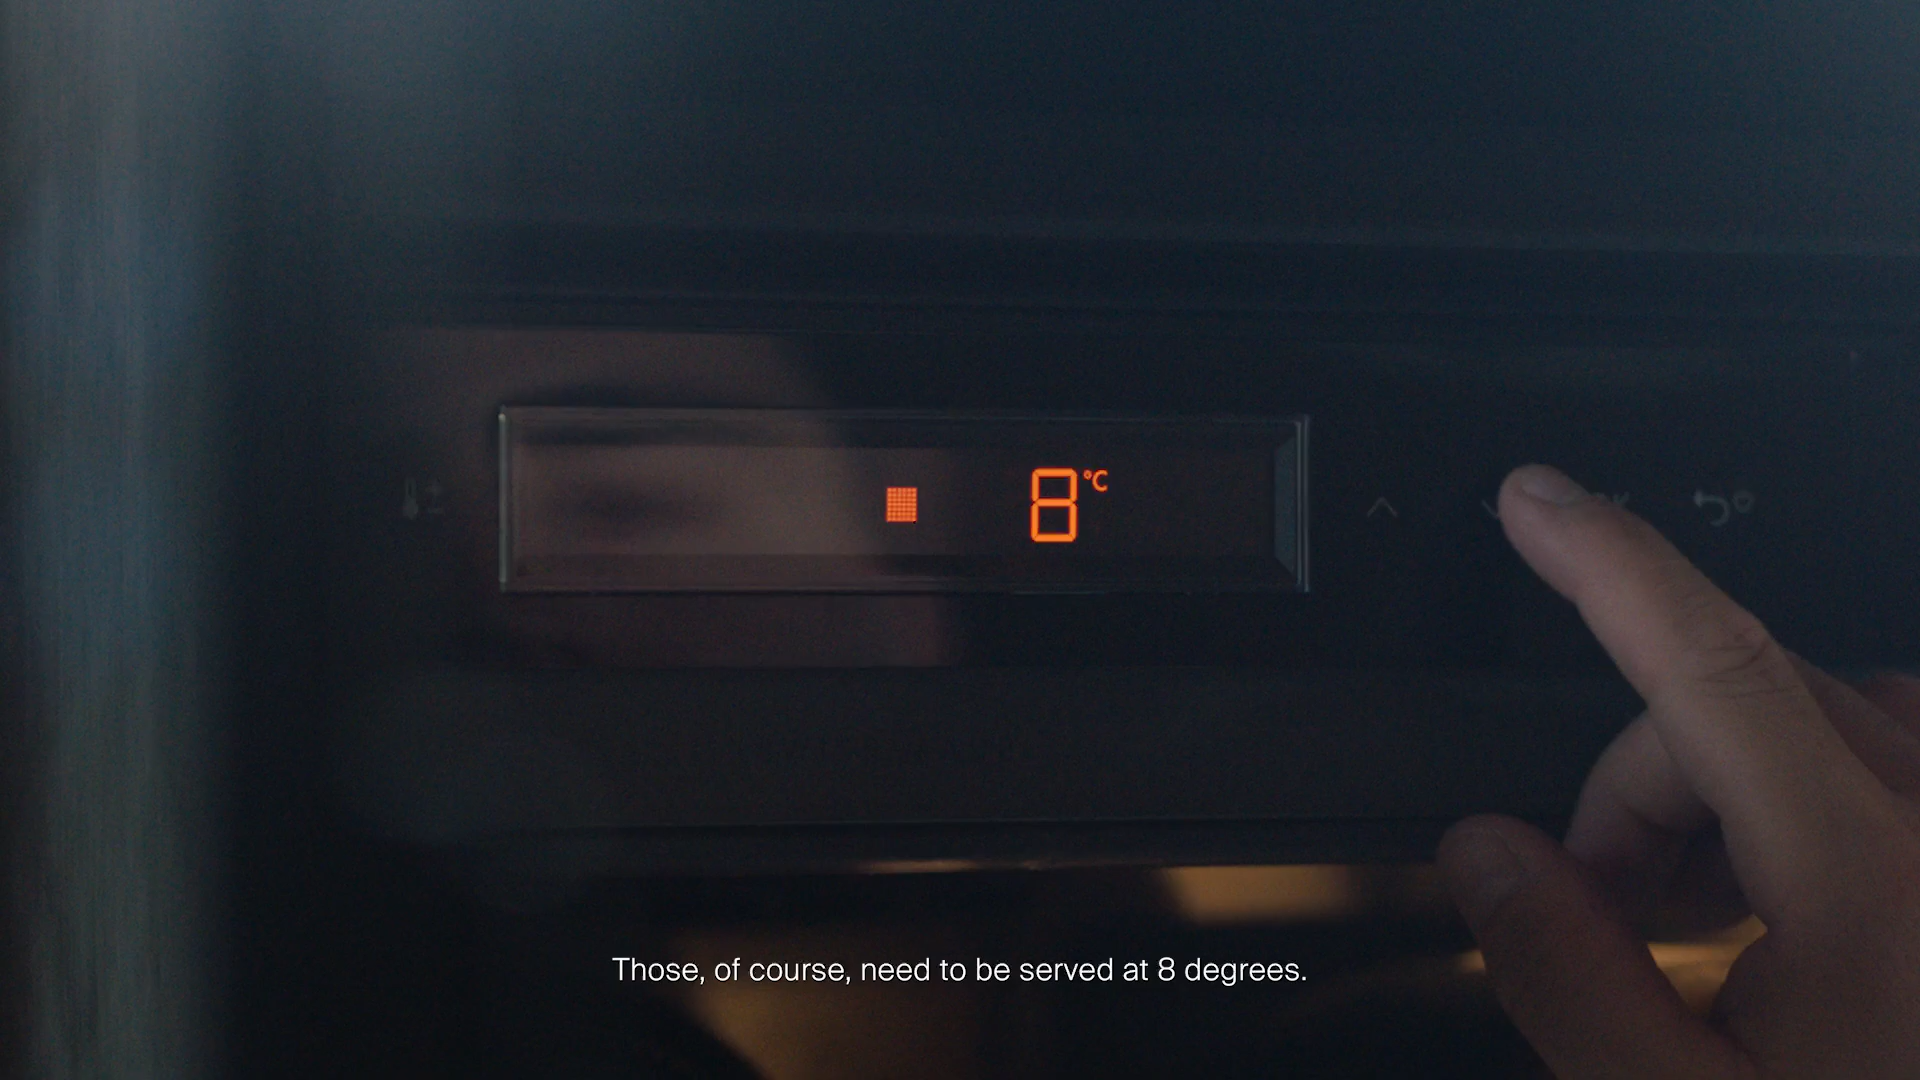 8°C
Those, of course, need to be served at 8 degrees.